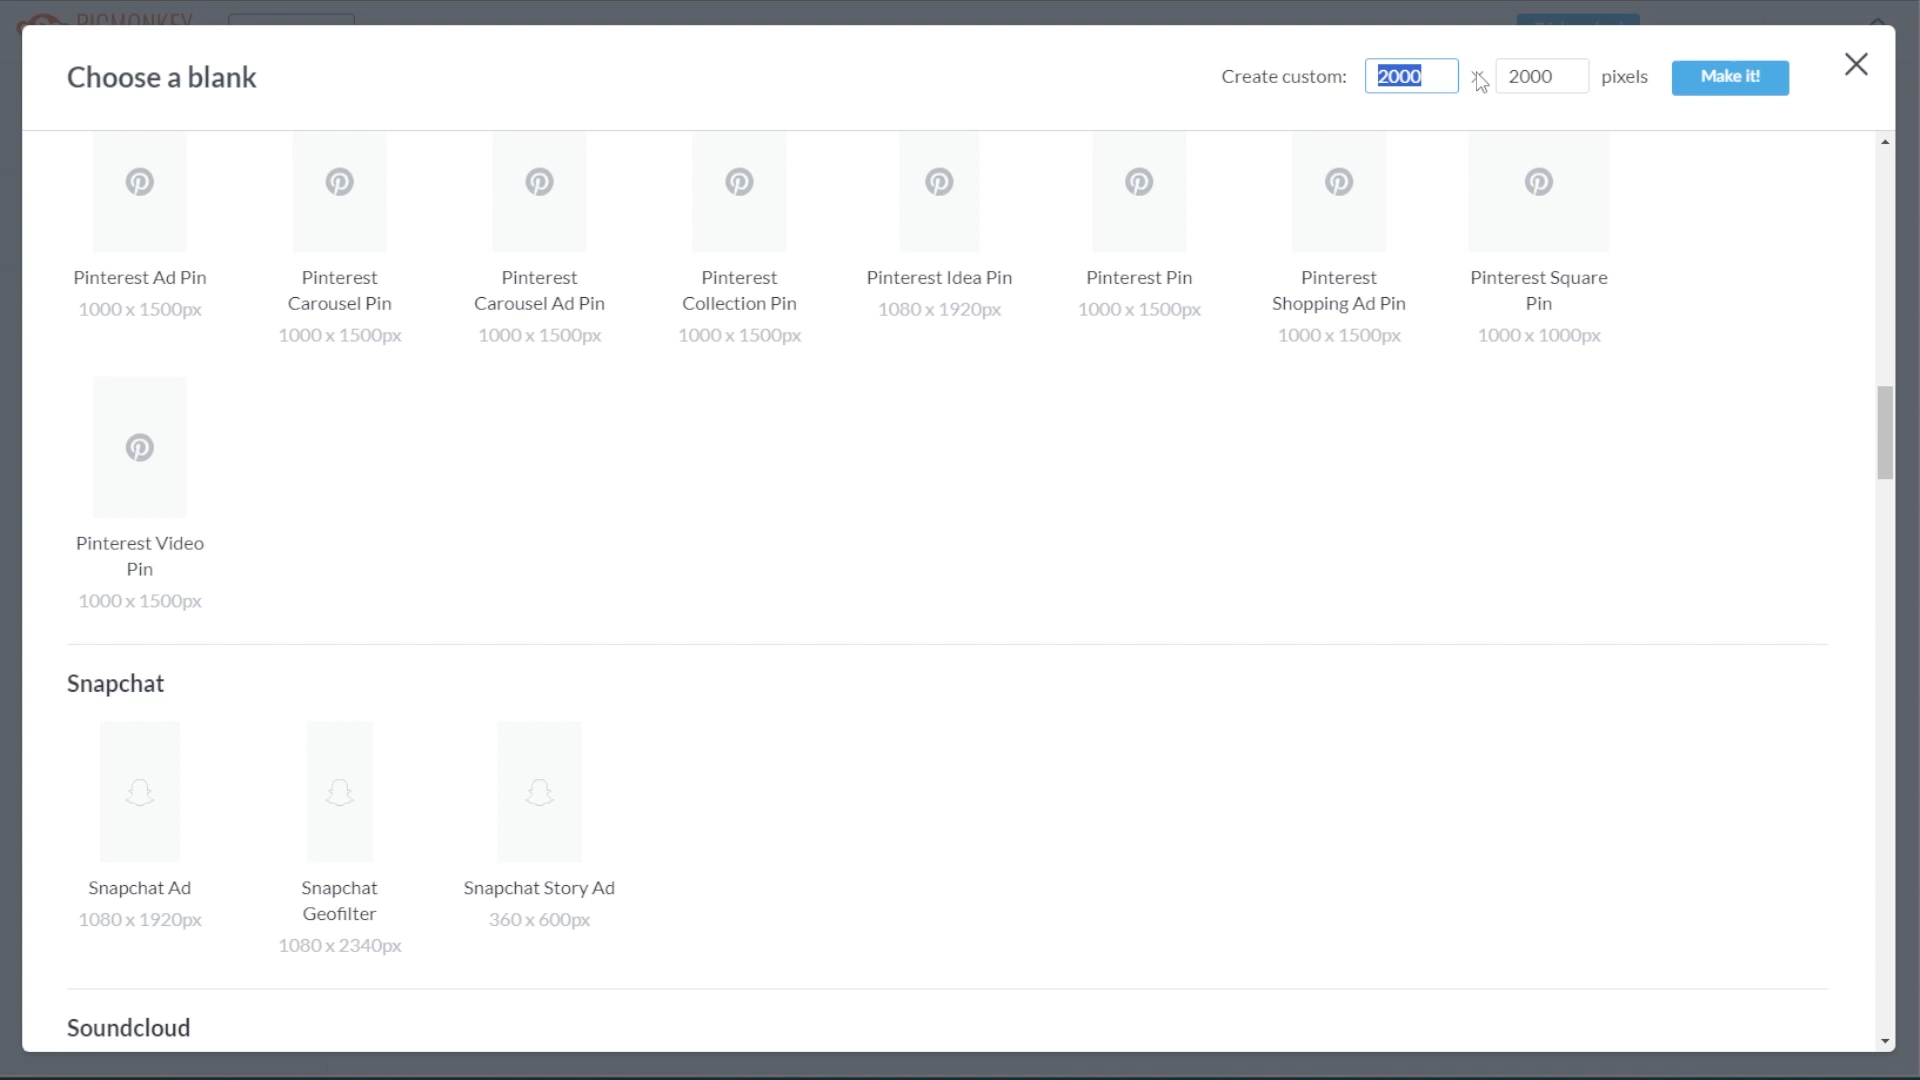 PICMONKEY
Choose a blank
Create custom: 2000 × 2000 pixels Make it!
Pinterest Ad Pin
1000 x 1500px
Pinterest
Carousel Pin
1000 x 1500px
Pinterest
Carousel Ad Pin
1000 x 1500px
Pinterest
Collection Pin
1000 x 1500px
Pinterest Idea Pin
1080 x 1920px
Pinterest Pin
1000 x 1500px
Pinterest
Shopping Ad Pin
1000 x 1500px
Pinterest Square
Pin
1000 x 1000px
Pinterest Video
Pin
1000 x 1500px
Snapchat
Snapchat Ad
1080 x 1920px
Snapchat
Geofilter
1080 x 2340px
Snapchat Story Ad
360 x 600px
Soundcloud